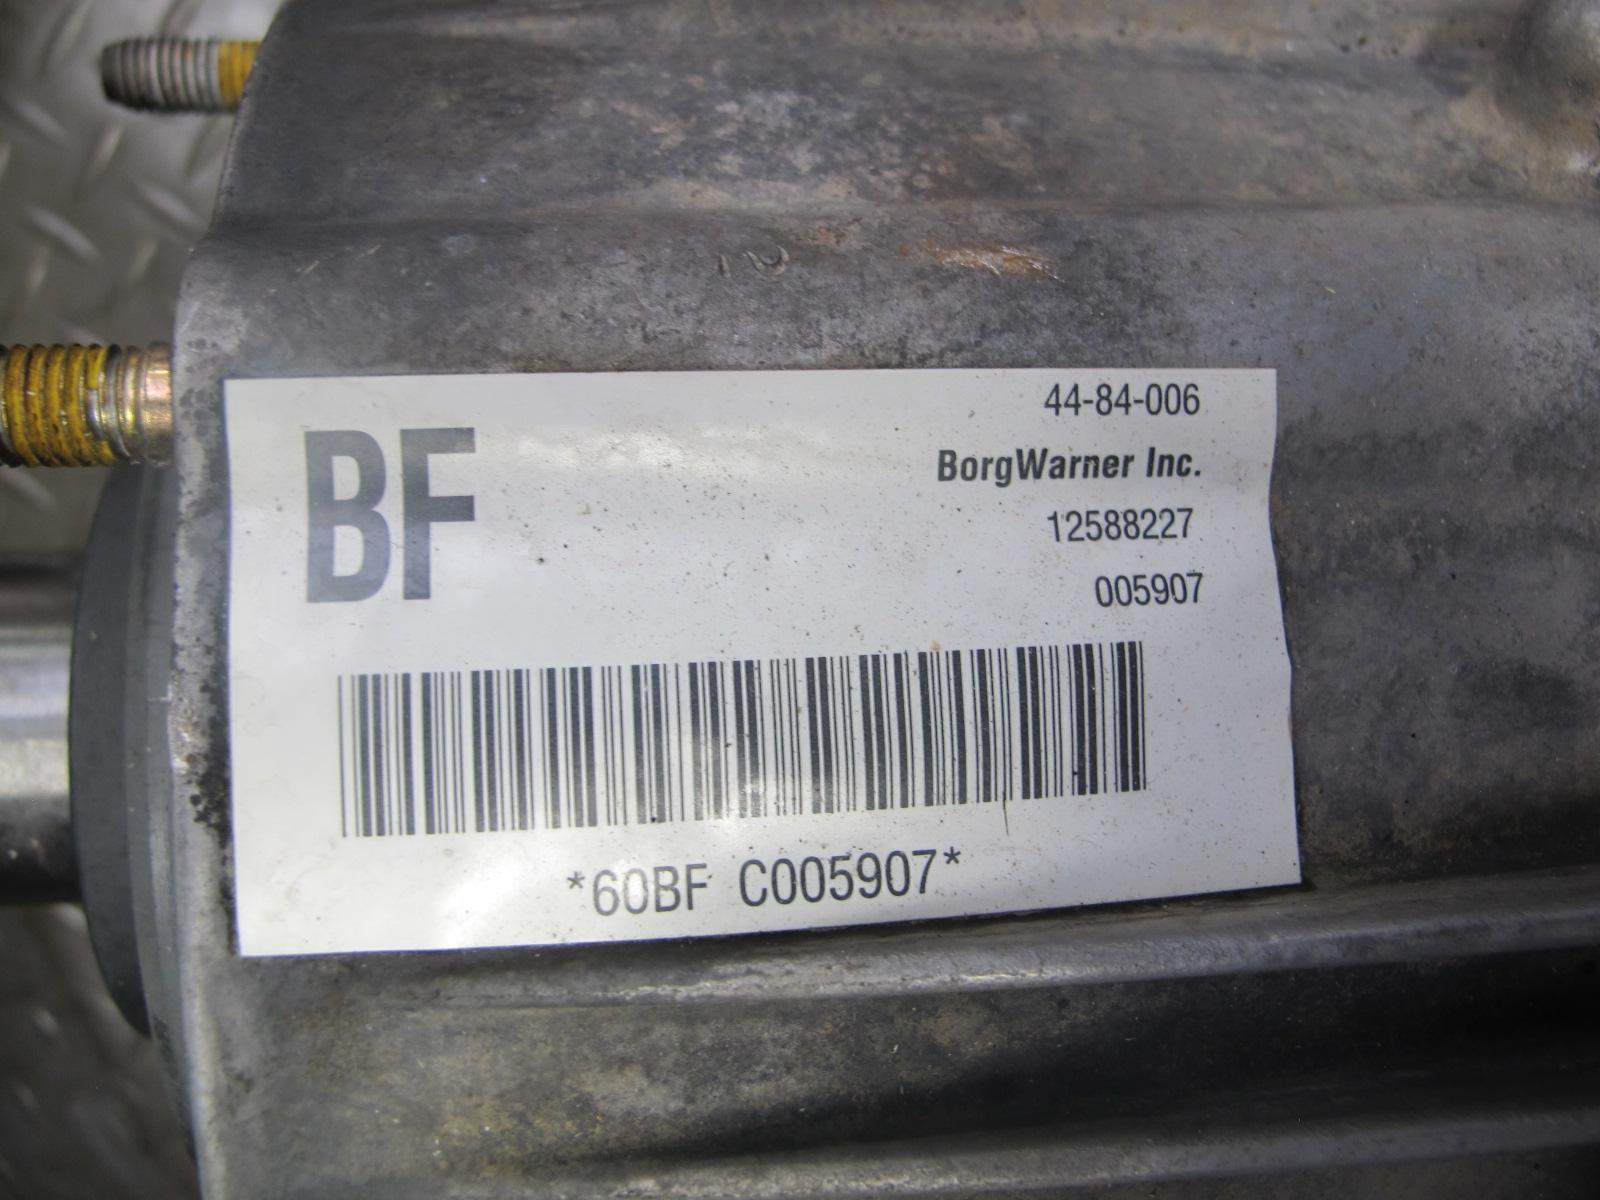 44-84-006
BF
BorgWarner Inc.
12588227
005907
*60BF C005907*